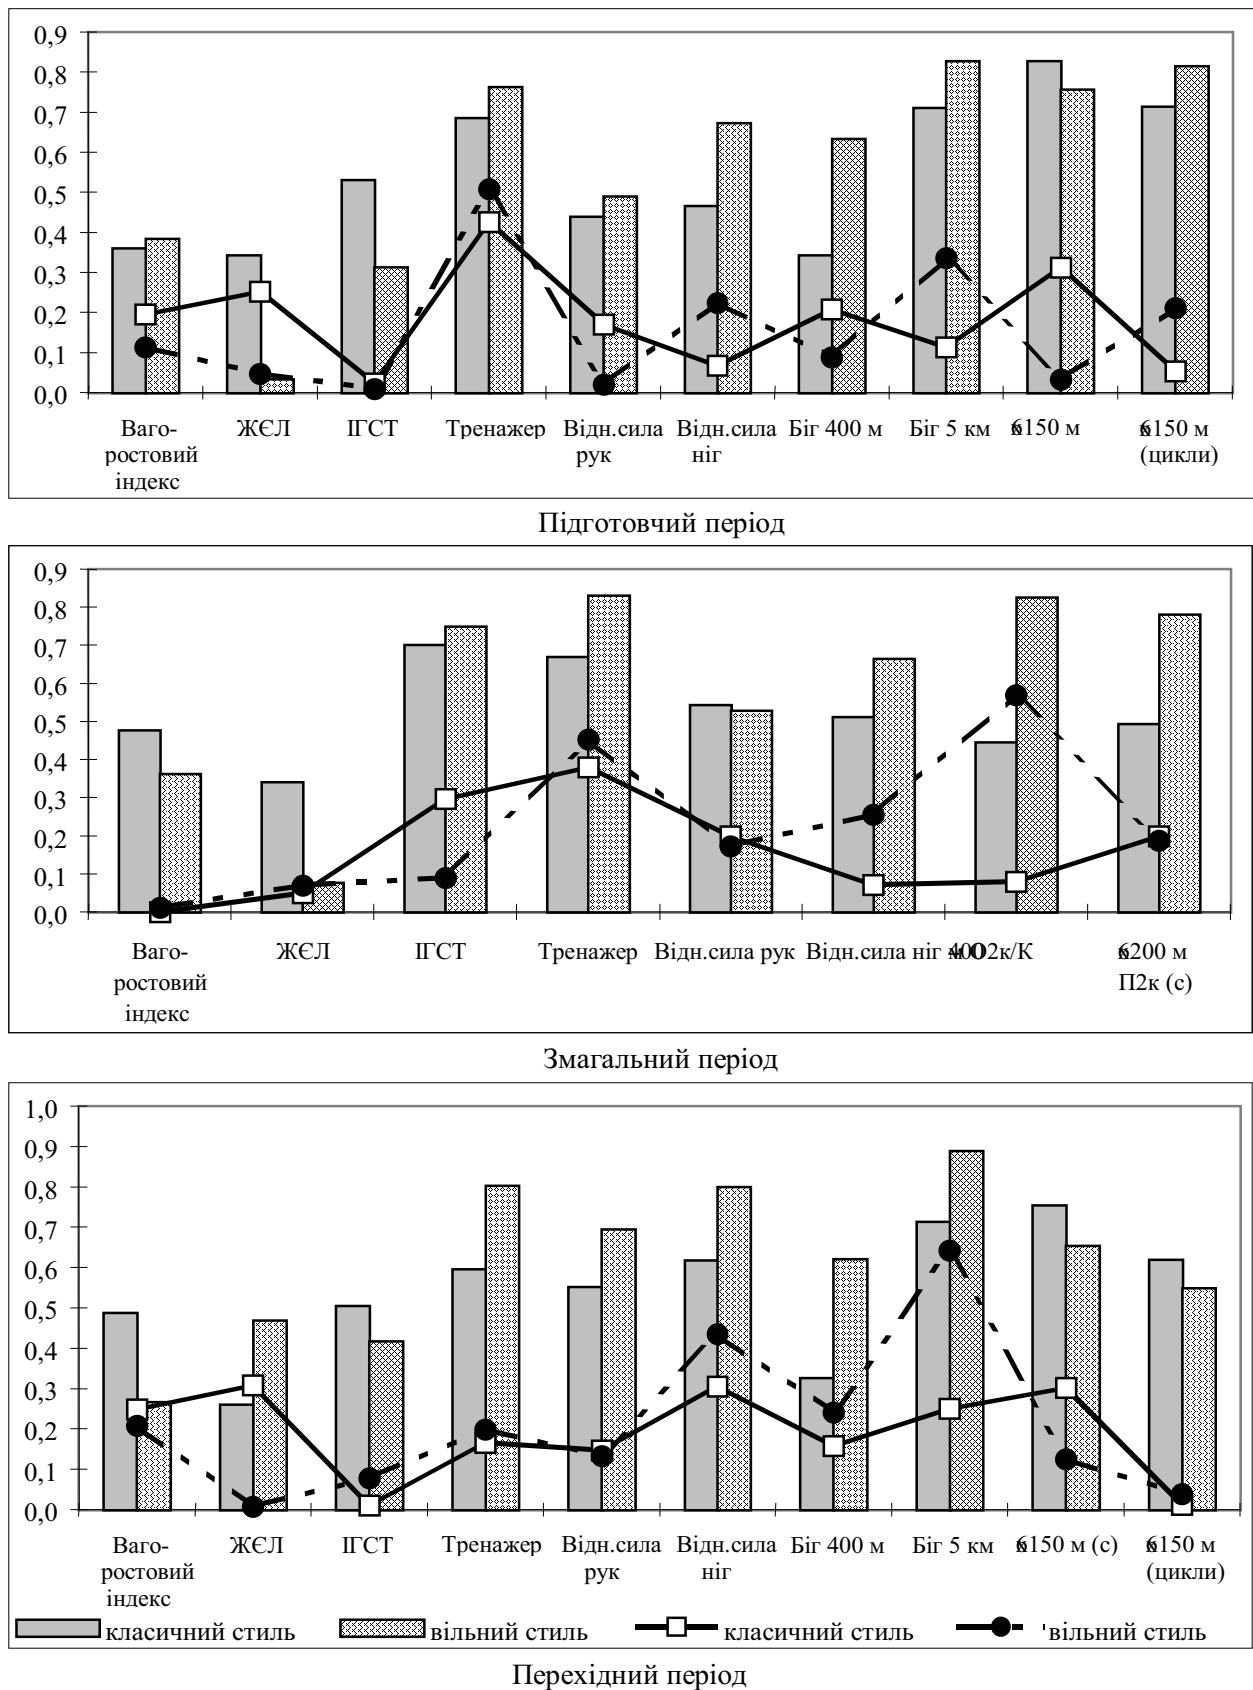 0,9
0,8
0,7
0,6
0,5
0,4
0,3
0,2
0,1
0,0
Ваго- ЖЄЛ ІГСТ Тренажер Відн.сила Відн.сила Біг 400 м Біг 5 км 150 м 150 м
ростовий рук ніг (цикли)
індекс
Підготовчий період
0,9
0,8
0,7
0,6
0,5
0,4
0,3
0,2
0,1
0,0
Ваго- ЖЄЛ ІГСТ Тренажер Відн.сила рук Відн.сила ніг О2к/К 200 м
ростовий П2к (с)
індекс
Змагальний період
1,0
0,9
0,8
0,7
0,6
0,5
0,4
0,3
0,2
0,1
0,0
Ваго- ЖЄЛ ІГСТ Тренажер Відн.сила Відн.сила Біг 400 м Біг 5 км 150 м (с) 150 м
ростовий рук ніг (цикли)
індекс
класичний стиль вільний стиль класичний стиль вільний стиль
Перехідний період